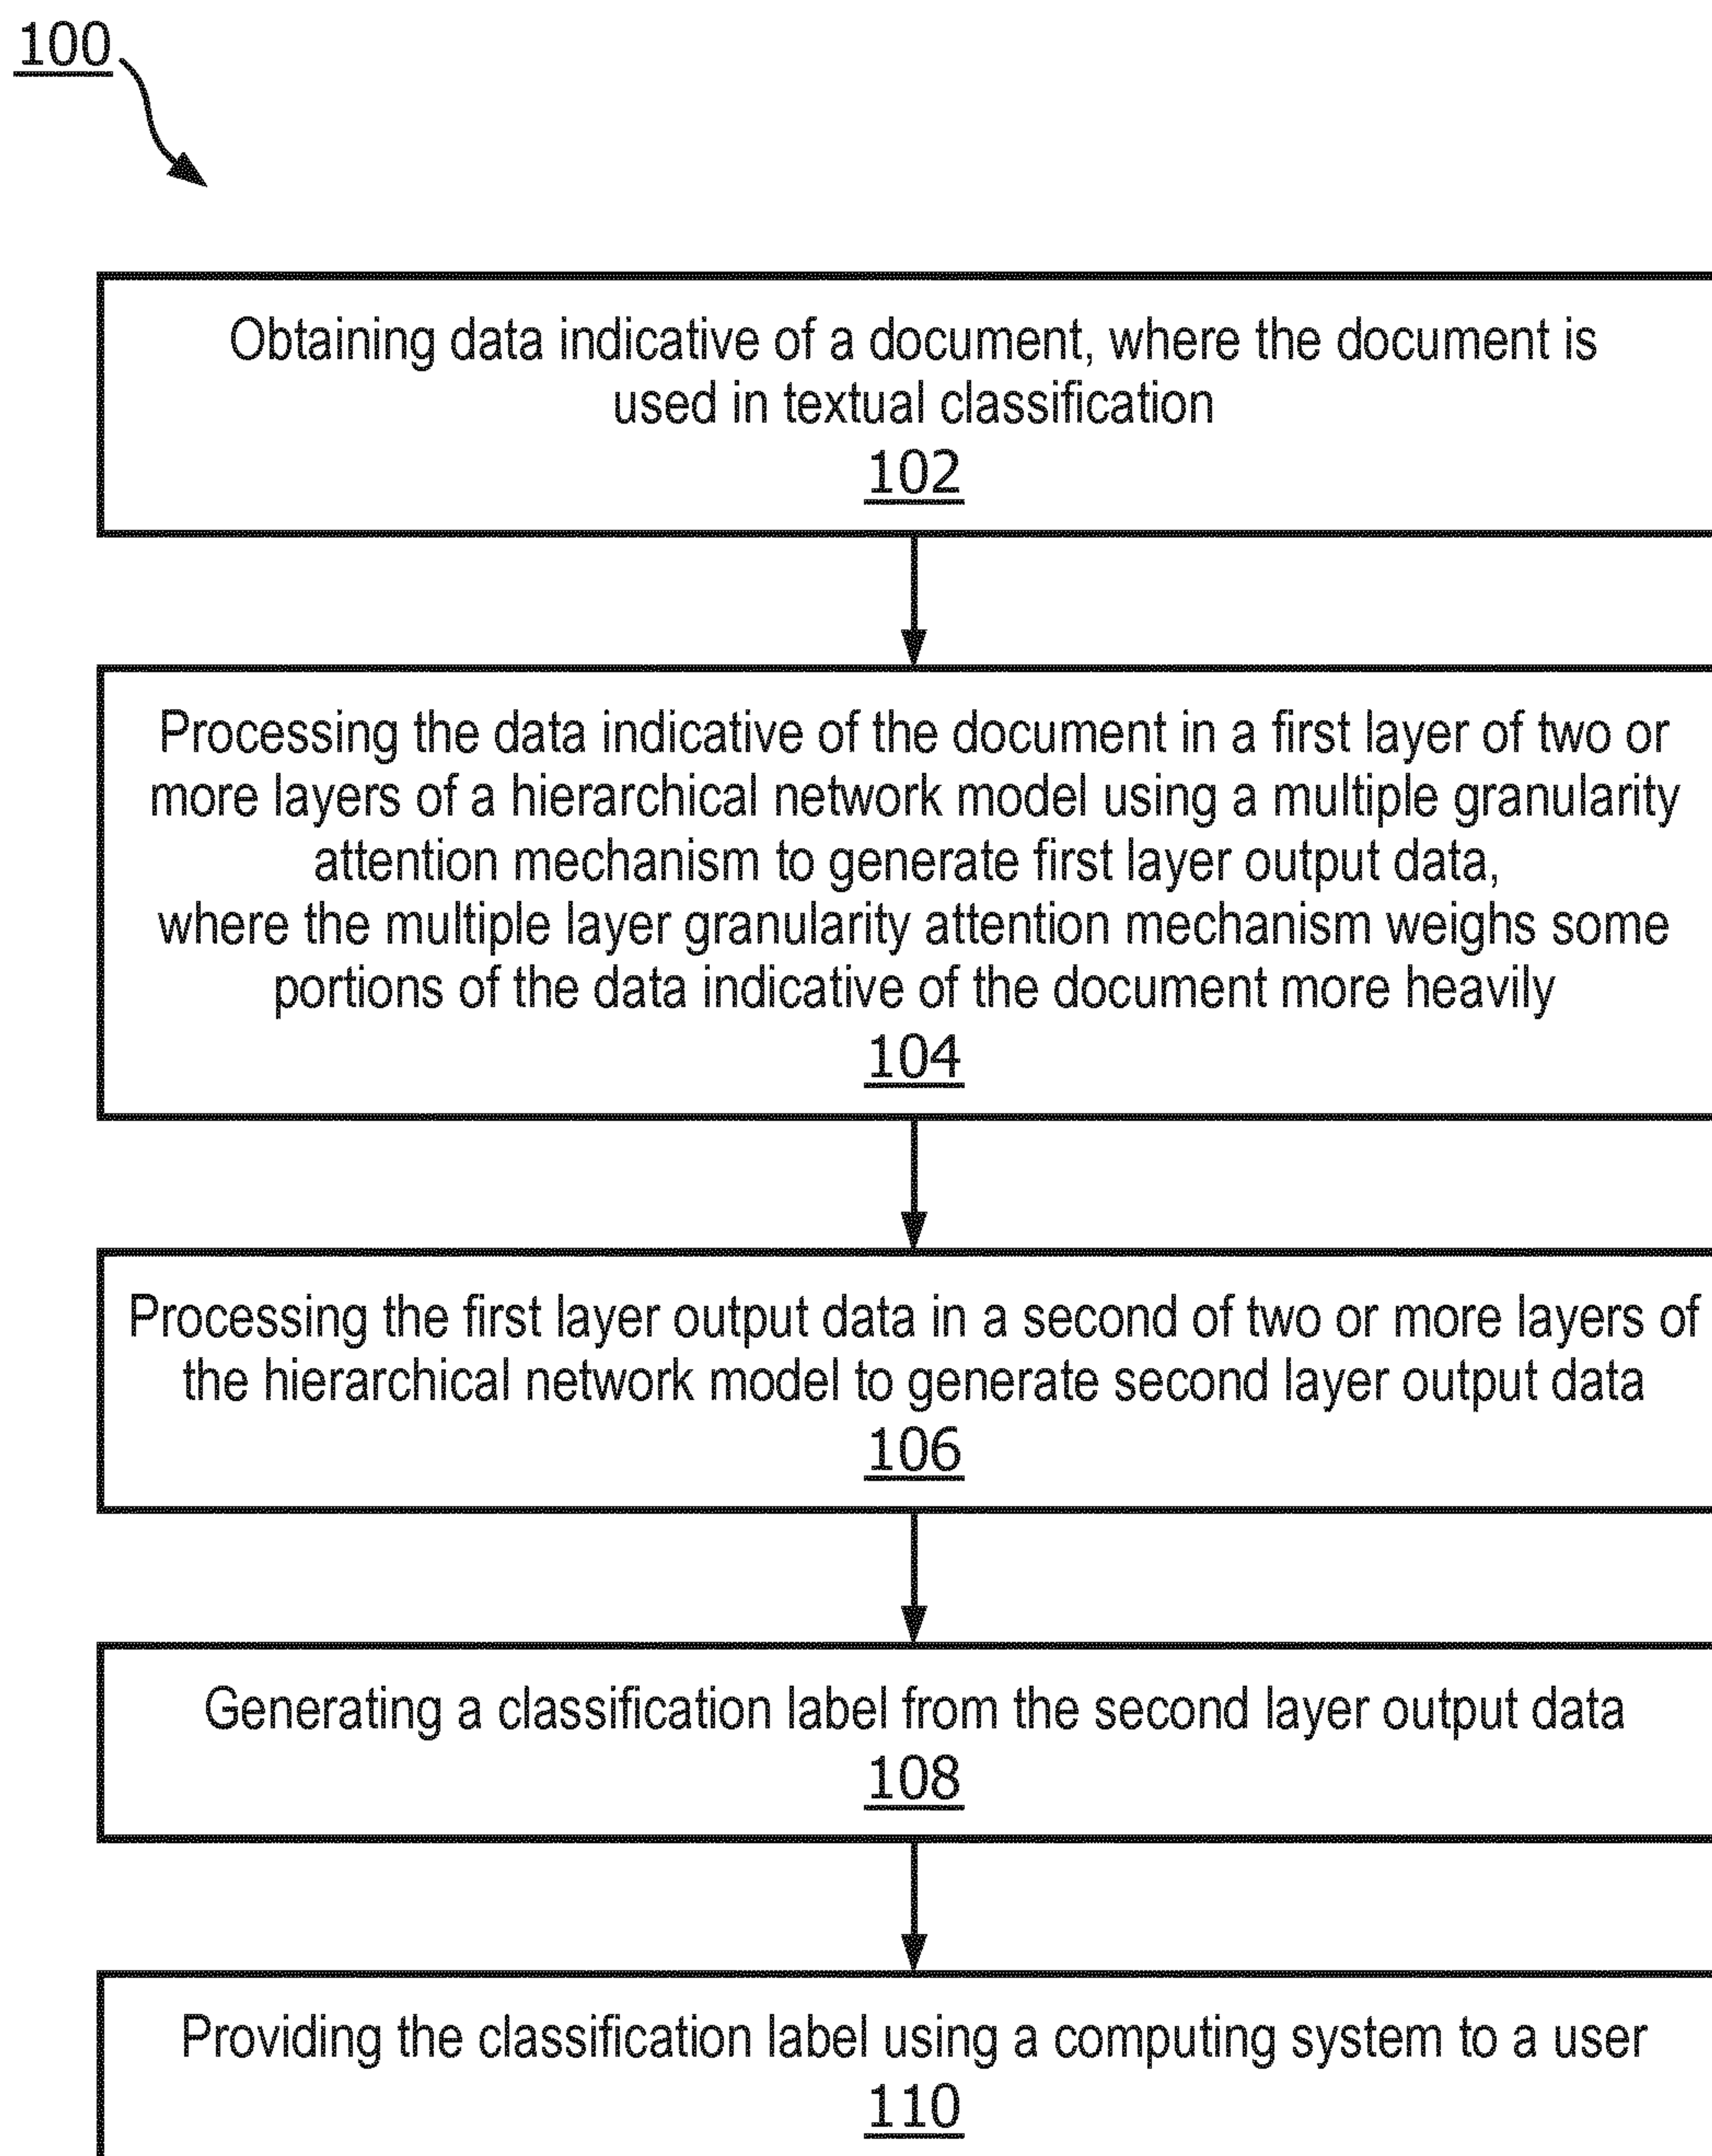 100
Obtaining data indicative of a document, where the document is
used in textual classification
102
Processing the data indicative of the document in a first layer of two or
more layers of a hierarchical network model using a multiple granularity
attention mechanism to generate first layer output data,
where the multiple layer granularity attention mechanism weighs some
portions of the data indicative of the document more heavily
104
Processing the first layer output data in a second of two or more layers of
the hierarchical network model to generate second layer output data
106
Generating a classification label from the second layer output data
108
Providing the classification label using a computing system to a user
110